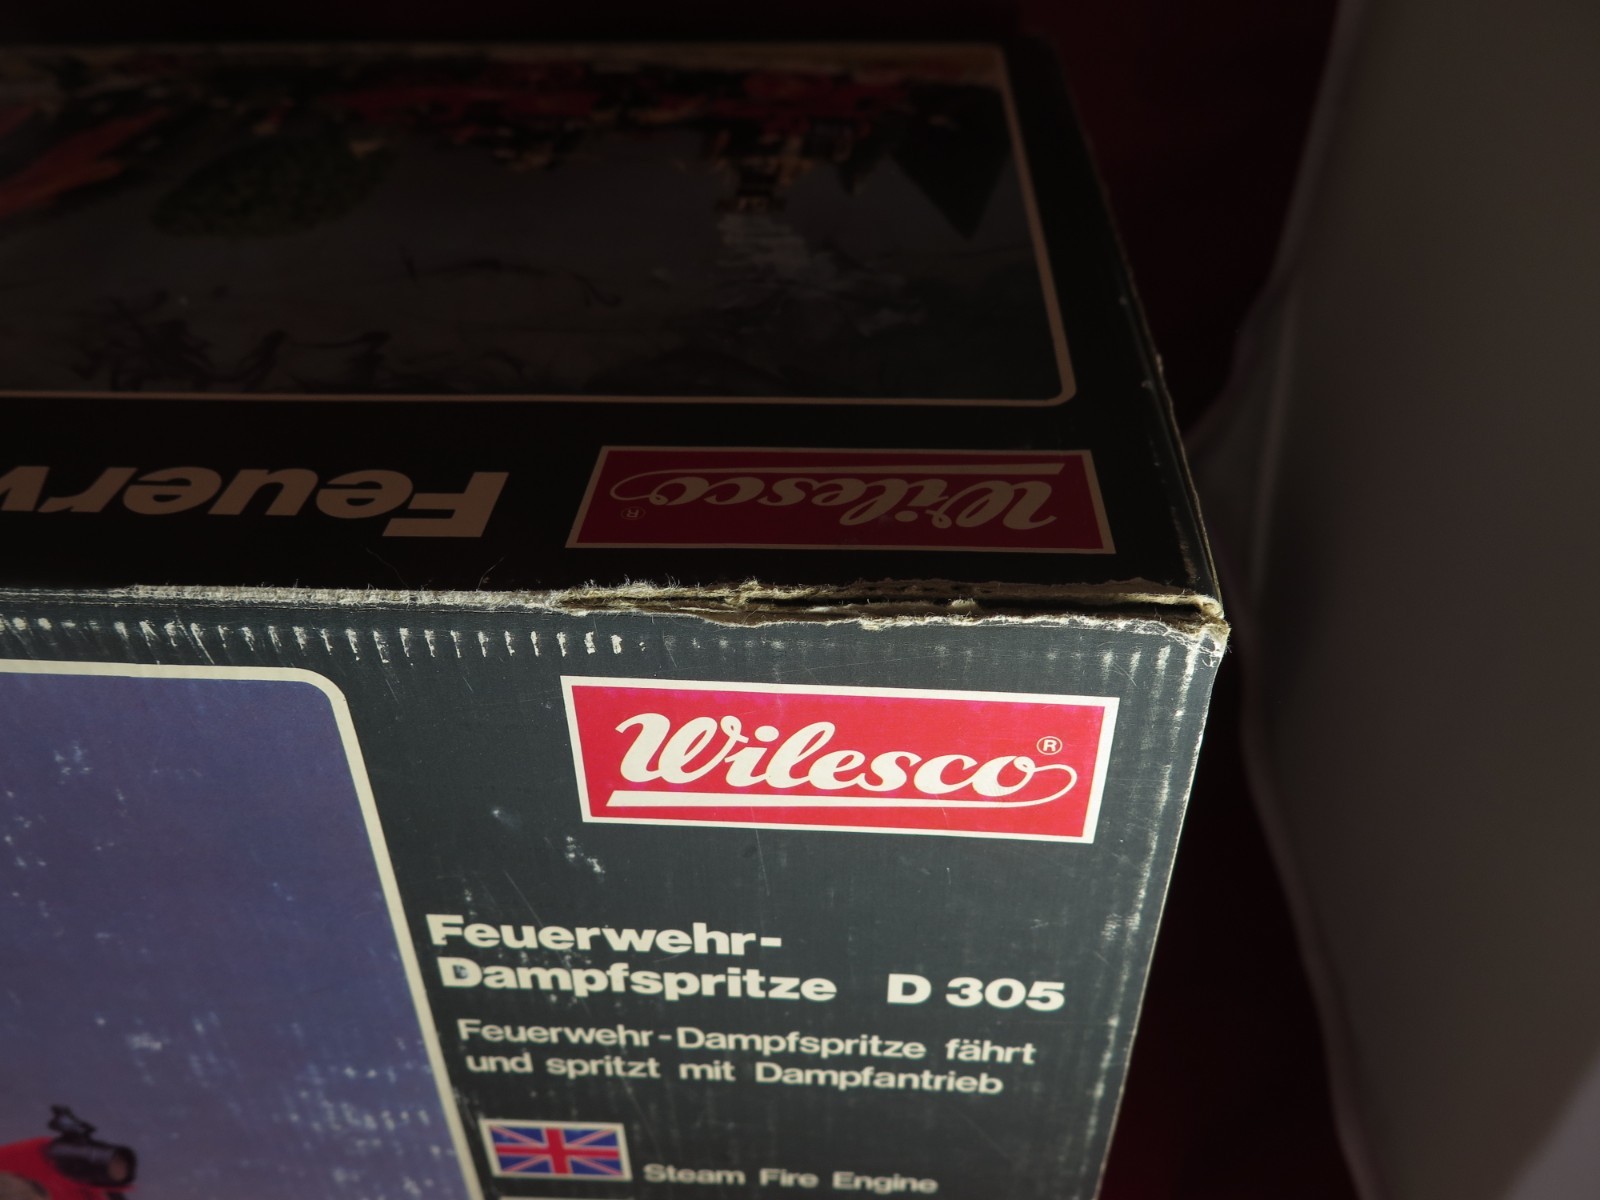 Wilesco ®
Feuerw
Wilesco ®
Feuerwehr-
Dampfspritze D 305
Feuerwehr-Dampfspritze fährt
und spritzt mit Dampfantrieb
Steam Fire Engine